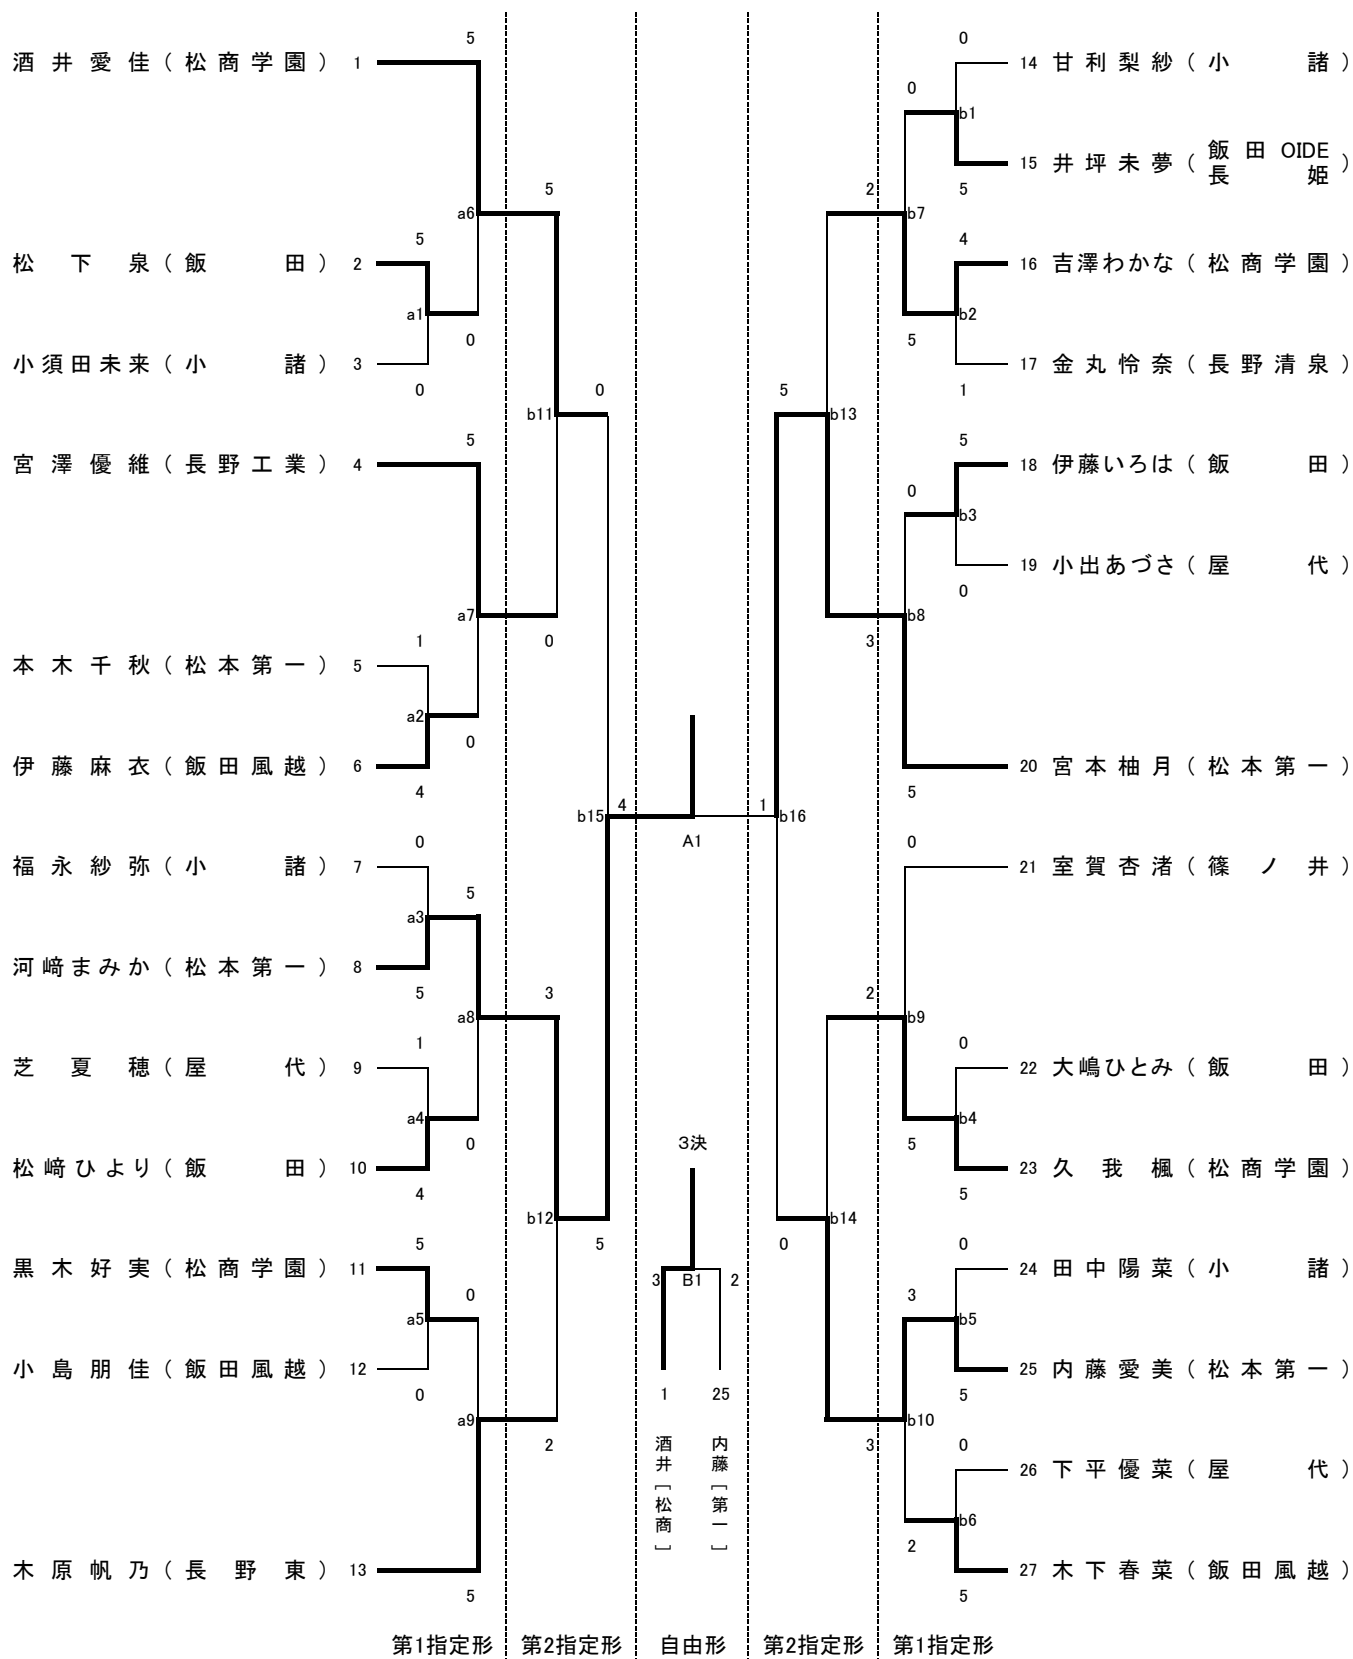 酒井愛佳（松商学園） 1
5
松下泉（飯田） 2
5
a1
a6
0
小須田未来（小諸） 3
0
5
b11
0
宮澤優維（長野工業） 4
5
a7
0
本木千秋（松本第一） 5
1
a2
0
伊藤麻衣（飯田風越） 6
4
福永紗弥（小諸） 7
0
a3
5
河﨑まみか（松本第一） 8
5
a8
3
芝夏穂（屋代） 9
1
a4
0
松﨑ひより（飯田） 10
4
b12
5
黒木好実（松商学園） 11
5
a5
0
小島朋佳（飯田風越） 12
0
a9
2
木原帆乃（長野東） 13
5
b15
4
A1
1
b16
3決
3
B1
2
1
25
酒井［松商］
内藤［第一］
0
14 甘利梨紗（小諸）
0
b1
15 井坪未夢（飯田OIDE長姫）
5
2
b7
4
16 吉澤わかな（松商学園）
b2
5
17 金丸怜奈（長野清泉）
1
5
b13
5
18 伊藤いろは（飯田）
0
b3
19 小出あづさ（屋代）
0
b8
3
20 宮本柚月（松本第一）
5
0
21 室賀杏渚（篠ノ井）
2
b9
0
22 大嶋ひとみ（飯田）
b4
5
23 久我楓（松商学園）
5
b14
0
0
24 田中陽菜（小諸）
3
b5
25 内藤愛美（松本第一）
5
b10
3
0
26 下平優菜（屋代）
b6
2
27 木下春菜（飯田風越）
5
第1指定形 第2指定形 自由形 第2指定形 第1指定形